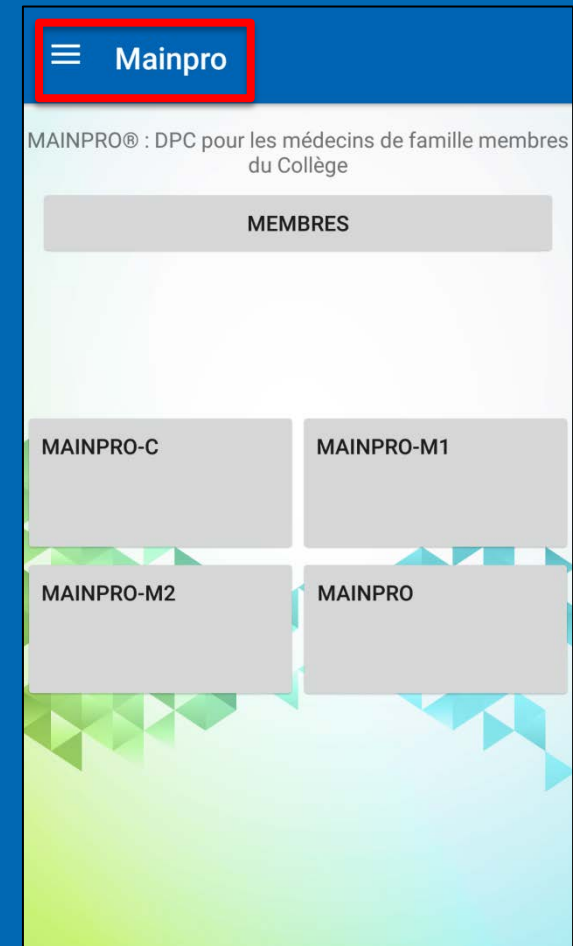 Mainpro
MAINPRO® : DPC pour les médecins de famille membres
du Collège
MEMBRES
MAINPRO-C
MAINPRO-M1
MAINPRO-M2
MAINPRO